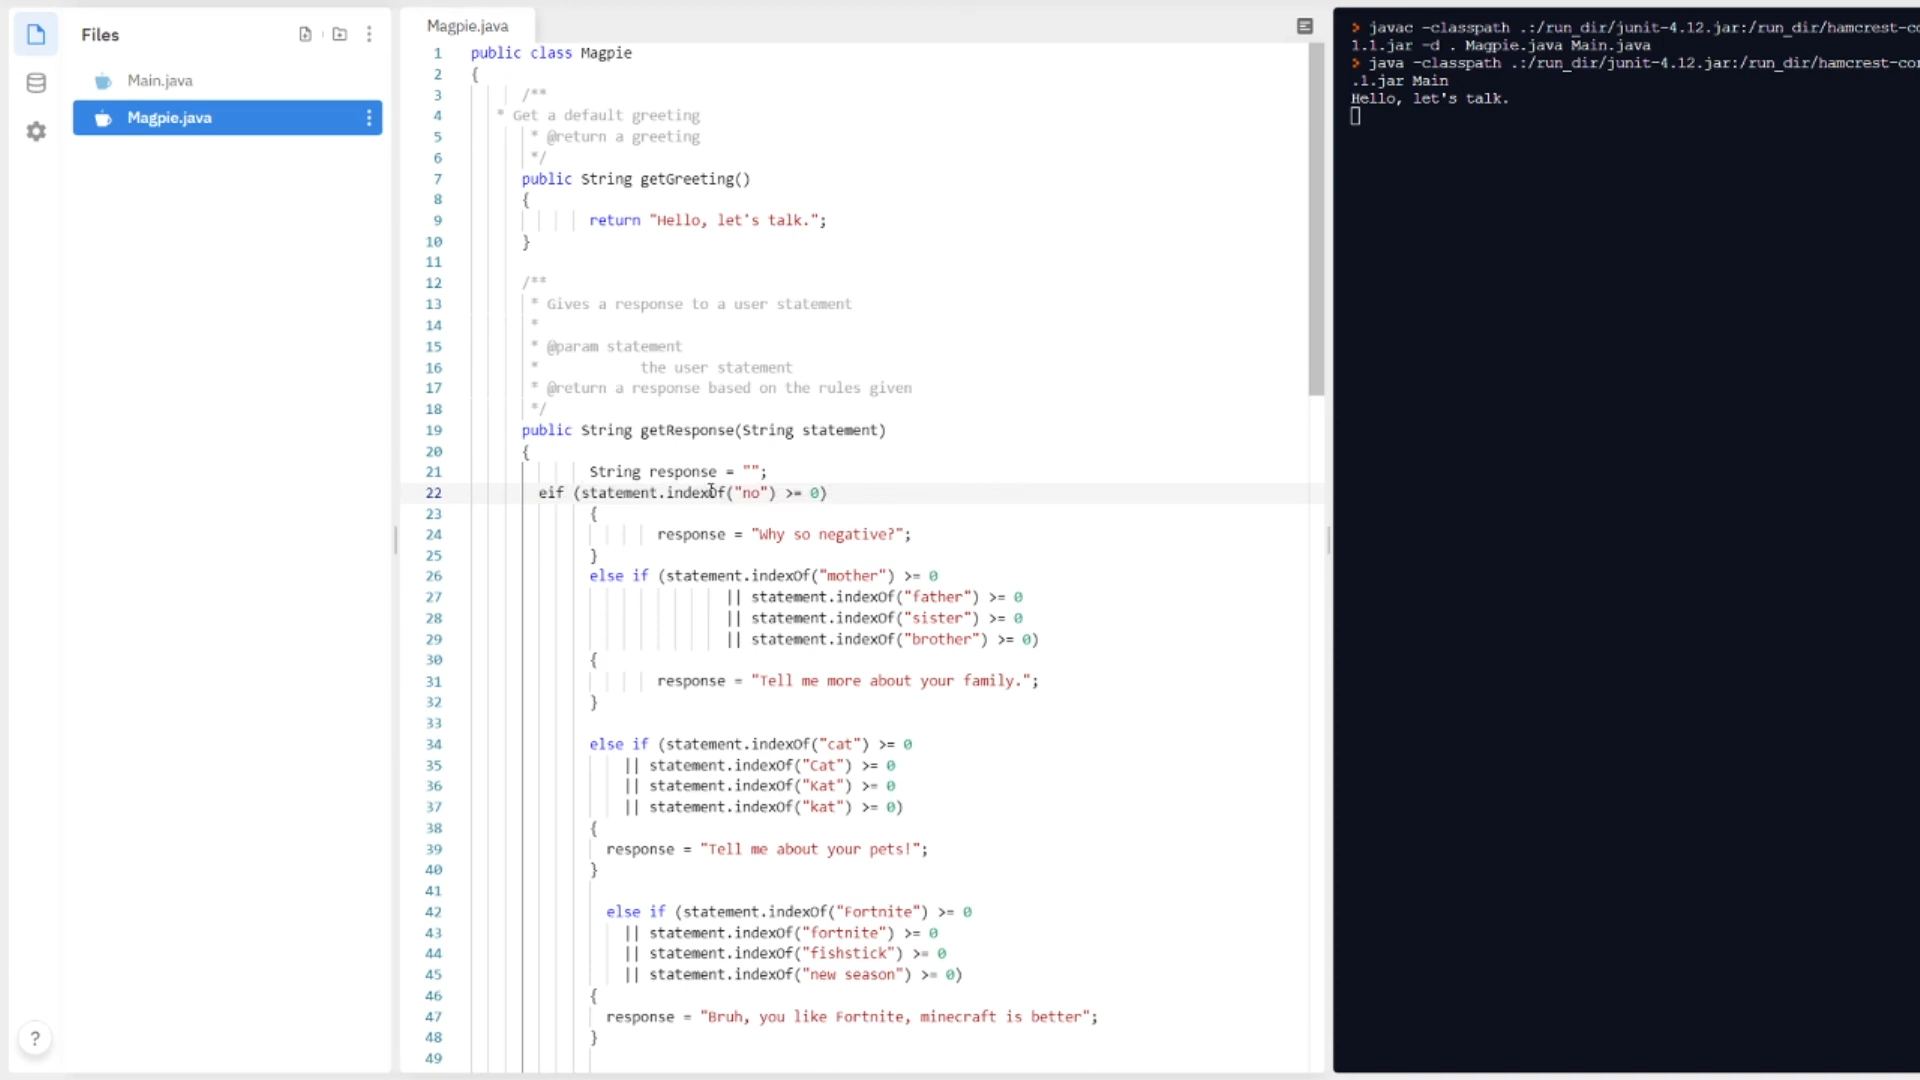 Files
Main.java
Magpie.java
?
Magpie.java
1 public class Magpie
2 {
3 /**
4 * Get a default greeting
5 * @return a greeting
6 */
7 public String getGreeting()
8 {
9 return "Hello, let's talk.";
10 }
11
12 /**
13 * Gives a response to a user statement
14 *
15 * @param statement
16 * the user statement
17 * @return a response based on the rules given
18 */
19 public String getResponse(String statement)
20 {
21 String response = "";
22 eif (statement.indexOf("no") >= 0)
23 {
24 response = "Why so negative?";
25 }
26 else if (statement.indexOf("mother") >= 0
27 || statement.indexOf("father") >= 0
28 || statement.indexOf("sister") >= 0
29 || statement.indexOf("brother") >= 0)
30 {
31 response = "Tell me more about your family.";
32 }
33
34 else if (statement.indexOf("cat") >= 0
35 || statement.indexOf("Cat") >= 0
36 || statement.indexOf("Kat") >= 0
37 || statement.indexOf("kat") >= 0)
38 {
39 response = "Tell me about your pets!";
40 }
41
42 else if (statement.indexOf("Fortnite") >= 0
43 || statement.indexOf("fortnite") >= 0
44 || statement.indexOf("fishstick") >= 0
45 || statement.indexOf("new season") >= 0)
46 {
47 response = "Bruh, you like Fortnite, minecraft is better";
48 }
49
> javac -classpath .:/run_dir/junit-4.12.jar:/run_dir/hamcrest-co
1.1.jar -d . Magpie.java Main.java
> java -classpath .:/run_dir/junit-4.12.jar:/run_dir/hamcrest-cor
.1.jar Main
Hello, let's talk.